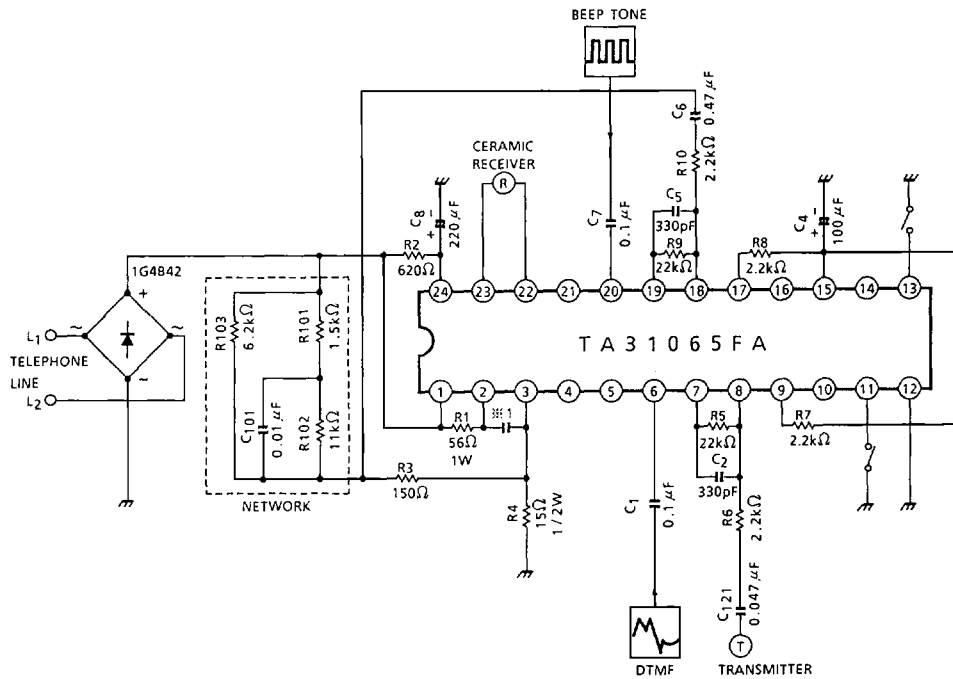 BEEP TONE
C6
0.47μF
R10
2.2kΩ
CERAMIC
RECEIVER
R
C8
- +
220μF
C7
0.1μF
C5
330pF
R9
22kΩ
C4
- +
100μF
R8
2.2kΩ
R2
620Ω
1G4B42
+
~
~
~
L1
TELEPHONE
LINE
L2
R103
6.2kΩ
R101
1.5kΩ
C101
0.01μF
R102
11kΩ
NETWORK
24 23 22 21 20 19 18 17 16 15 14 13
TA31065FA
1 2 3 4 5 6 7 8 9 10 11 12
R1
56Ω
1W
※1
R3
150Ω
R4
15Ω
1/2W
C1
0.1μF
R5
22kΩ
C2
330pF
R6
2.2kΩ
R7
2.2kΩ
C121
0.047μF
T
DTMF
TRANSMITTER